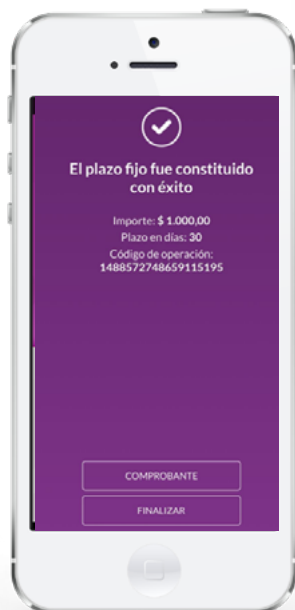 El plazo fijo fue constituido
con éxito
Importe: $ 1.000,00
Plazo en días: 30
Código de operación:
1488572748659115195
COMPROBANTE
FINALIZAR